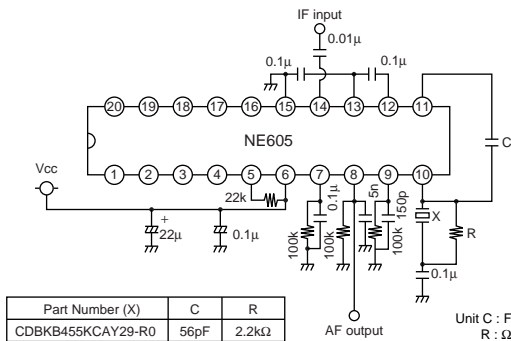 IF input
0.01μ
0.1μ
0.1μ
20 19 18 17 16 15 14 13 12 11
NE605
C
Vcc
1 2 3 4 5 6 7 8 9 10
22k
+
22μ
0.1μ
100k
0.1μ
100k
5n
100k
150p
X
R
0.1μ
AF output
Part Number (X) C R
CDBKB455KCAY29-R0 56pF 2.2kΩ
Unit C : F
R : Ω